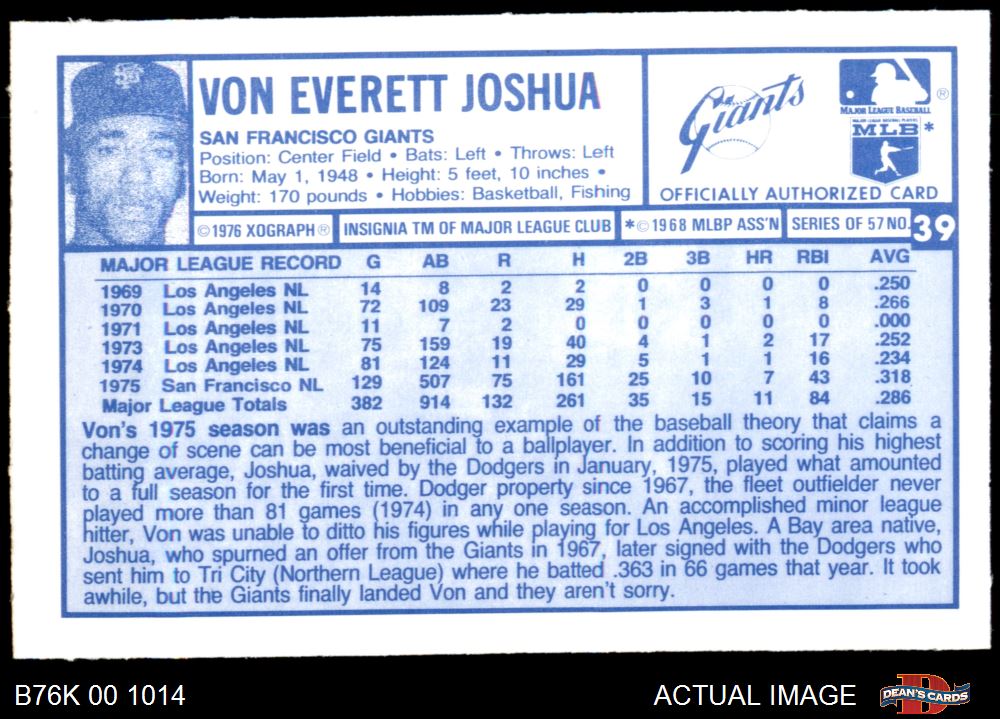 VON EVERETT JOSHUA
SAN FRANCISCO GIANTS
Position: Center Field • Bats: Left • Throws: Left
Born: May 1, 1948 • Height: 5 feet, 10 inches •
Weight: 170 pounds • Hobbies: Basketball, Fishing
SF
Giants
®
MAJOR LEAGUE BASEBALL
MAJOR LEAGUE BASEBALL PLAYERS
MLB *
OFFICIALLY AUTHORIZED CARD
© 1976 XOGRAPH ® INSIGNIA TM OF MAJOR LEAGUE CLUB *© 1968 MLBP ASS'N SERIES OF 57 NO. 39
MAJOR LEAGUE RECORD G AB R H 2B 3B HR RBI AVG
1969 Los Angeles NL 14 8 2 2 0 0 0 0 .250
1970 Los Angeles NL 72 109 23 29 1 3 1 8 .266
1971 Los Angeles NL 11 7 2 0 0 0 0 0 .000
1973 Los Angeles NL 75 159 19 40 4 1 2 17 .252
1974 Los Angeles NL 81 124 11 29 5 1 1 16 .234
1975 San Francisco NL 129 507 75 161 25 10 7 43 .318
Major League Totals 382 914 132 261 35 15 11 84 .286
Von's 1975 season was an outstanding example of the baseball theory that claims a
change of scene can be most beneficial to a ballplayer. In addition to scoring his highest
batting average, Joshua, waived by the Dodgers in January, 1975, played what amounted
to a full season for the first time. Dodger property since 1967, the fleet outfielder never
played more than 81 games (1974) in any one season. An accomplished minor league
hitter, Von was unable to ditto his figures while playing for Los Angeles. A Bay area native,
Joshua, who spurned an offer from the Giants in 1967, later signed with the Dodgers who
sent him to Tri City (Northern League) where he batted .363 in 66 games that year. It took
awhile, but the Giants finally landed Von and they aren't sorry.
B76K 00 1014
ACTUAL IMAGE
D
DEAN'S CARDS